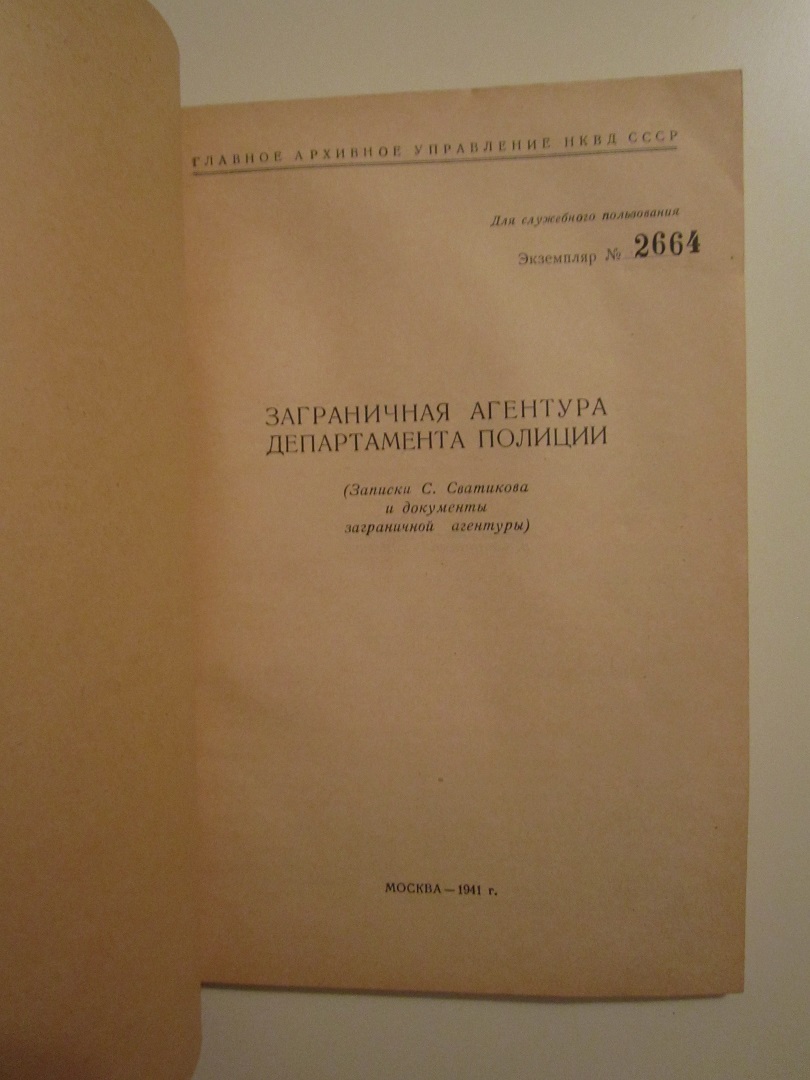 ГЛАВНОЕ АРХИВНОЕ УПРАВЛЕНИЕ НКВД СССР
Для служебного пользования
Экземпляр № 2664
ЗАГРАНИЧНАЯ АГЕНТУРА
ДЕПАРТАМЕНТА ПОЛИЦИИ
(Записки С. Сватикова
и документы
заграничной агентуры)
МОСКВА — 1941 г.